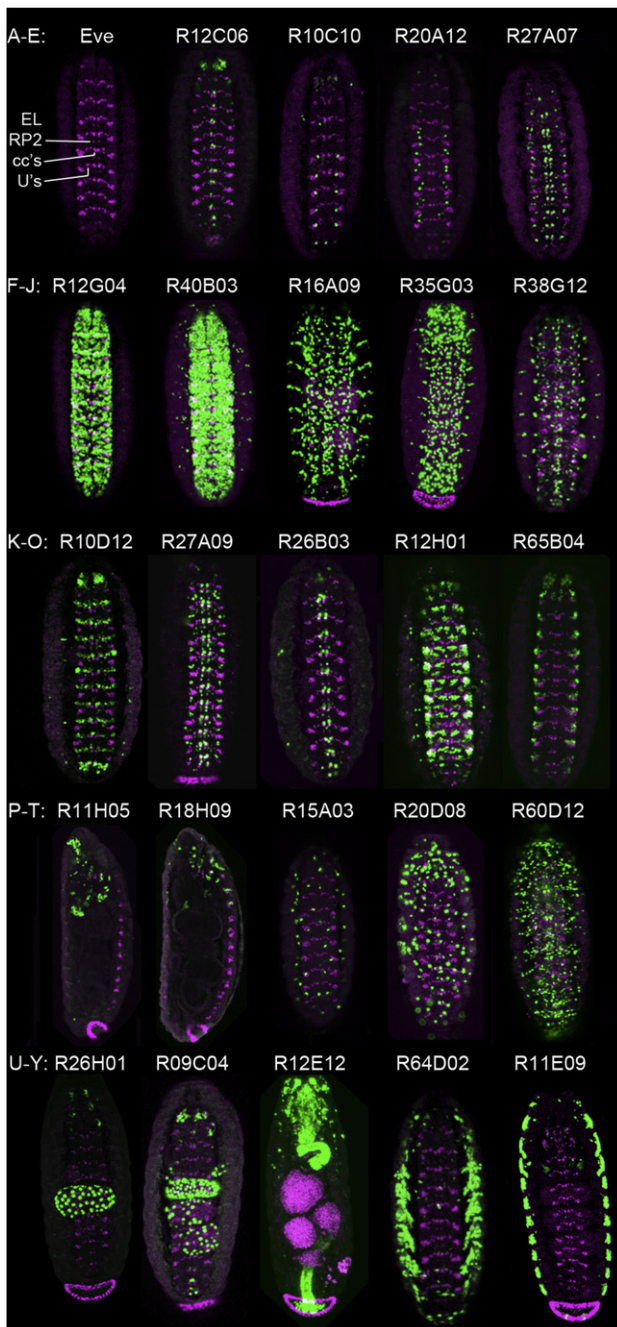 A-E: Eve R12C06 R10C10 R20A12 R27A07
EL
RP2
cc's
U's
F-J: R12G04 R40B03 R16A09 R35G03 R38G12
K-O: R10D12 R27A09 R26B03 R12H01 R65B04
P-T: R11H05 R18H09 R15A03 R20D08 R60D12
U-Y: R26H01 R09C04 R12E12 R64D02 R11E09